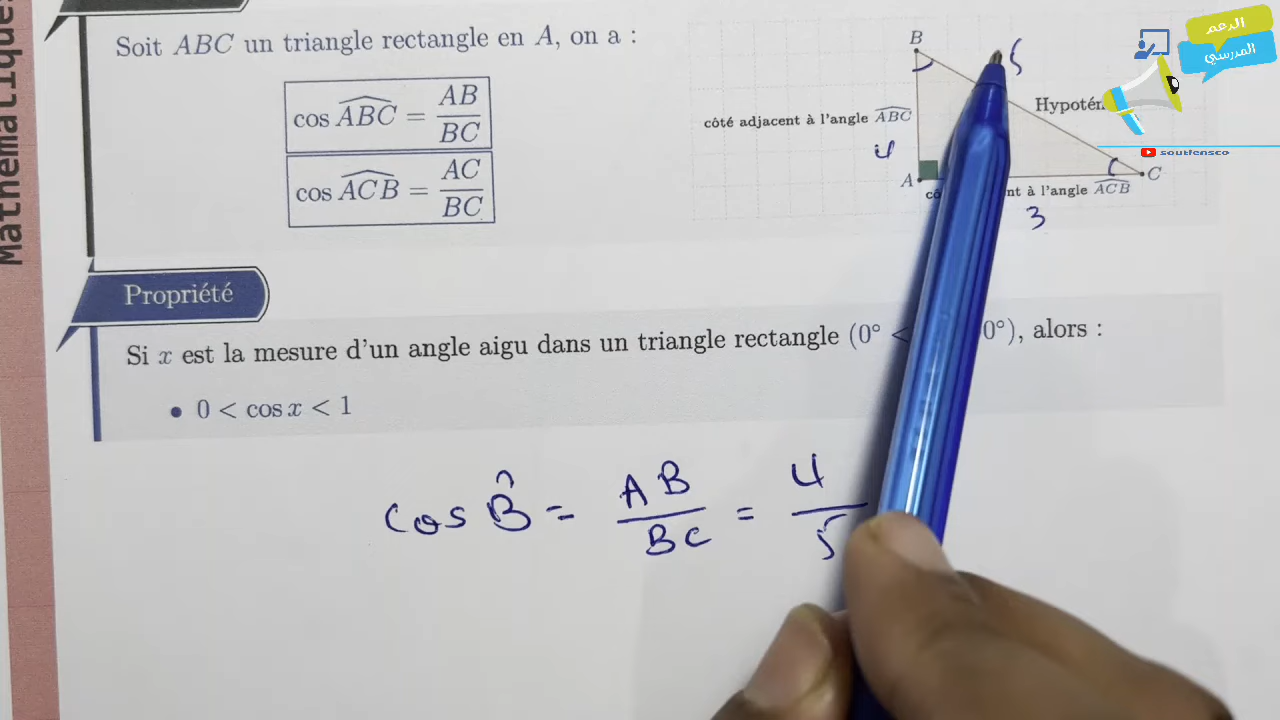 Mathématiques
Soit ABC un triangle rectangle en A, on a :
cos ABC = AB/BC
cos ACB = AC/BC
B
5
Hypotén
côté adjacent à l'angle ABC
4
A
C
nt à l'angle ACB
3
Propriété
Si x est la mesure d'un angle aigu dans un triangle rectangle (0° < 0°), alors :
• 0 < cos x < 1
cos B̂ = AB/BC = 4/5
الدعم
المدرسي
soutiensco